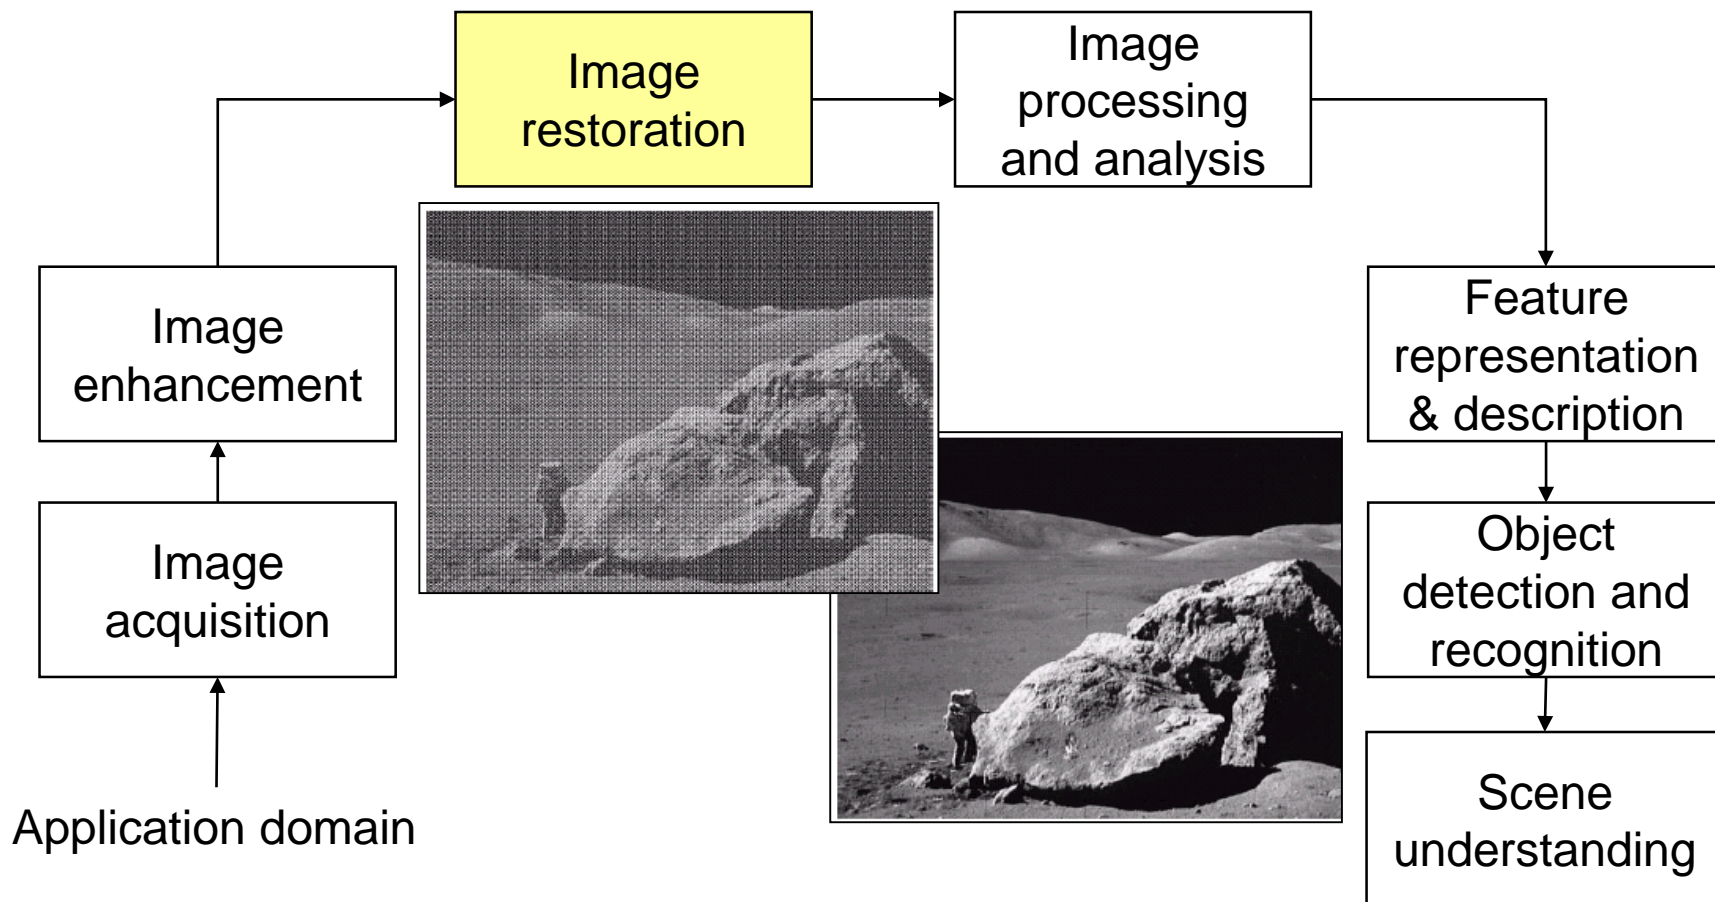 Application domain
Image
acquisition
Image
enhancement
Image
restoration
Image
processing
and analysis
Feature
representation
& description
Object
detection and
recognition
Scene
understanding